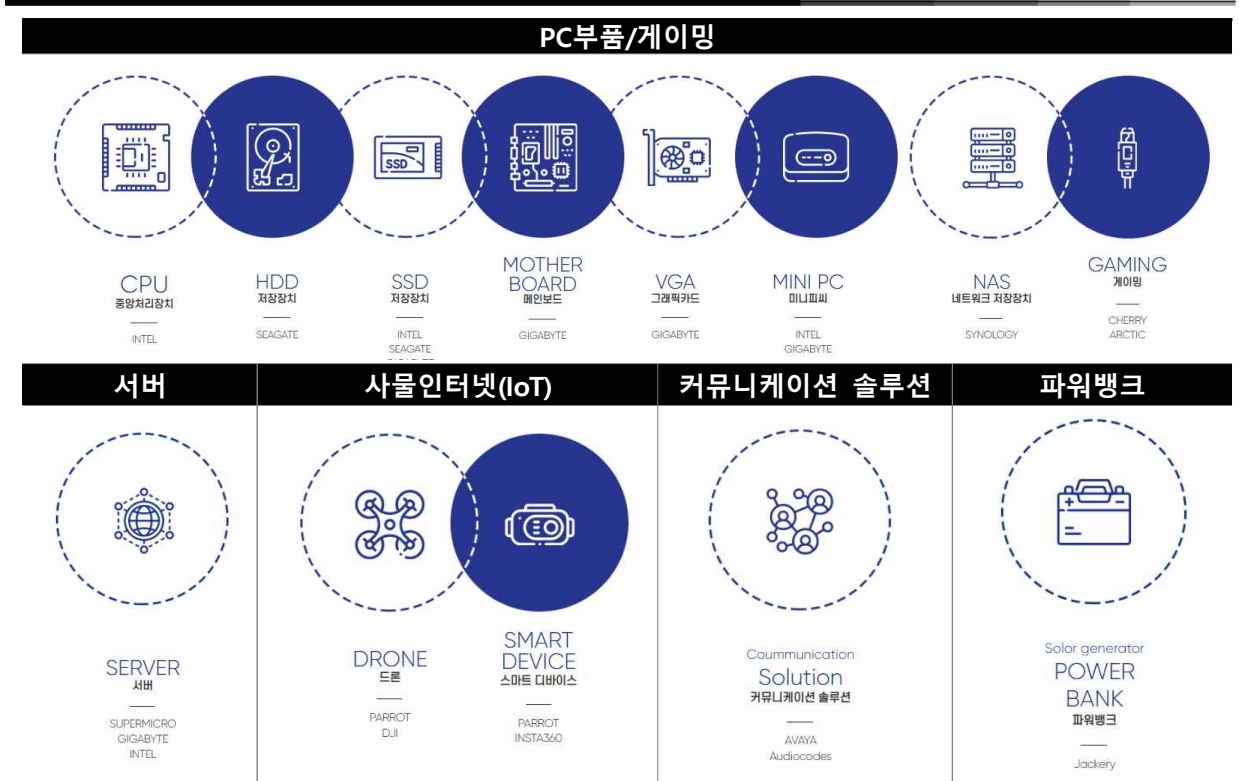 PC부품/게이밍
SSD
CPU
중앙처리장치
INTEL
HDD
저장장치
SEAGATE
SSD
저장장치
INTEL
SEAGATE
MOTHER
BOARD
메인보드
GIGABYTE
VGA
그래픽카드
GIGABYTE
MINI PC
미니피씨
INTEL
GIGABYTE
NAS
네트워크 저장장치
SYNOLOGY
GAMING
게이밍
CHERRY
ARCTIC
서버
사물인터넷(IoT)
커뮤니케이션 솔루션
파워뱅크
SERVER
서버
SUPERMICRO
GIGABYTE
INTEL
DRONE
드론
PARROT
DJI
SMART
DEVICE
스마트 디바이스
PARROT
INSTA360
Coummunication
Solution
커뮤니케이션 솔루션
AVAYA
Audiocodes
Solor generator
POWER
BANK
파워뱅크
Jackery